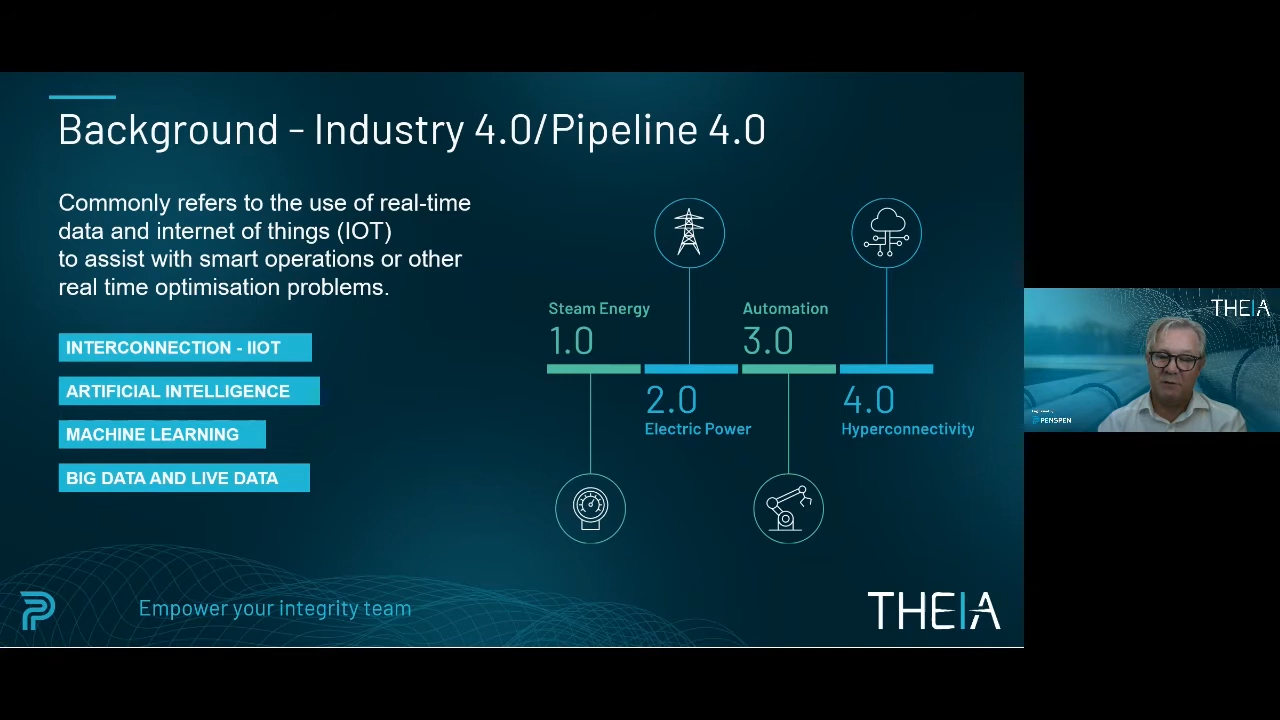 Background - Industry 4.0/Pipeline 4.0
Commonly refers to the use of real-time
data and internet of things (IOT)
to assist with smart operations or other
real time optimisation problems.
INTERCONNECTION - IIOT
ARTIFICIAL INTELLIGENCE
MACHINE LEARNING
BIG DATA AND LIVE DATA
Steam Energy
1.0
2.0
Electric Power
Automation
3.0
4.0
Hyperconnectivity
Empower your integrity team
THEIA
THEIA
PENSPEN